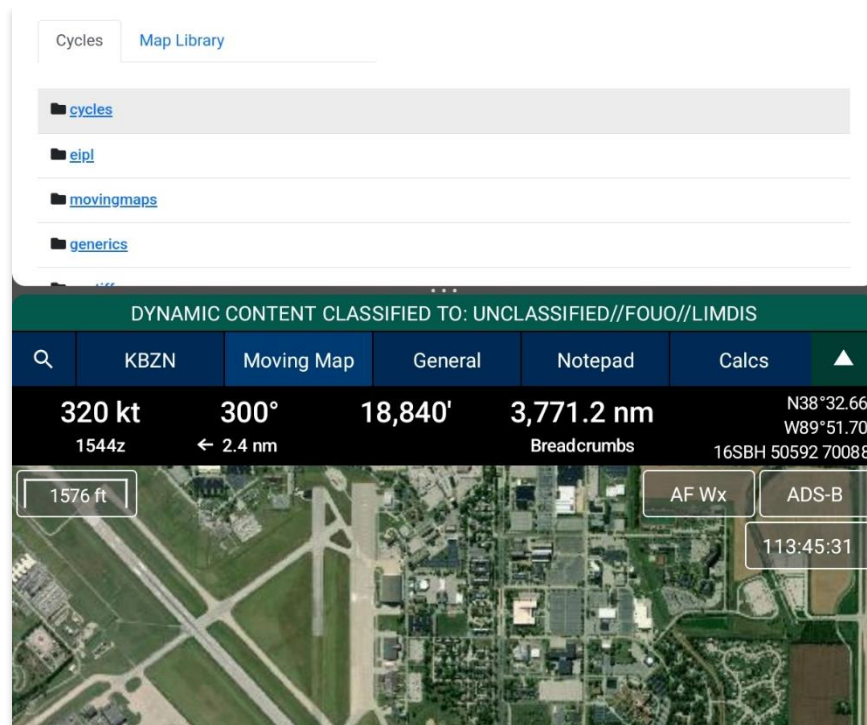 Cycles Map Library
cycles
eipl
movingmaps
generics
DYNAMIC CONTENT CLASSIFIED TO: UNCLASSIFIED//FOUO//LIMDIS
KBZN Moving Map General Notepad Calcs
320 kt 300° 18,840' 3,771.2 nm N38°32.66
W89°51.70
1544z ← 2.4 nm Breadcrumbs 16SBH 50592 70088
1576 ft AF Wx ADS-B
113:45:31